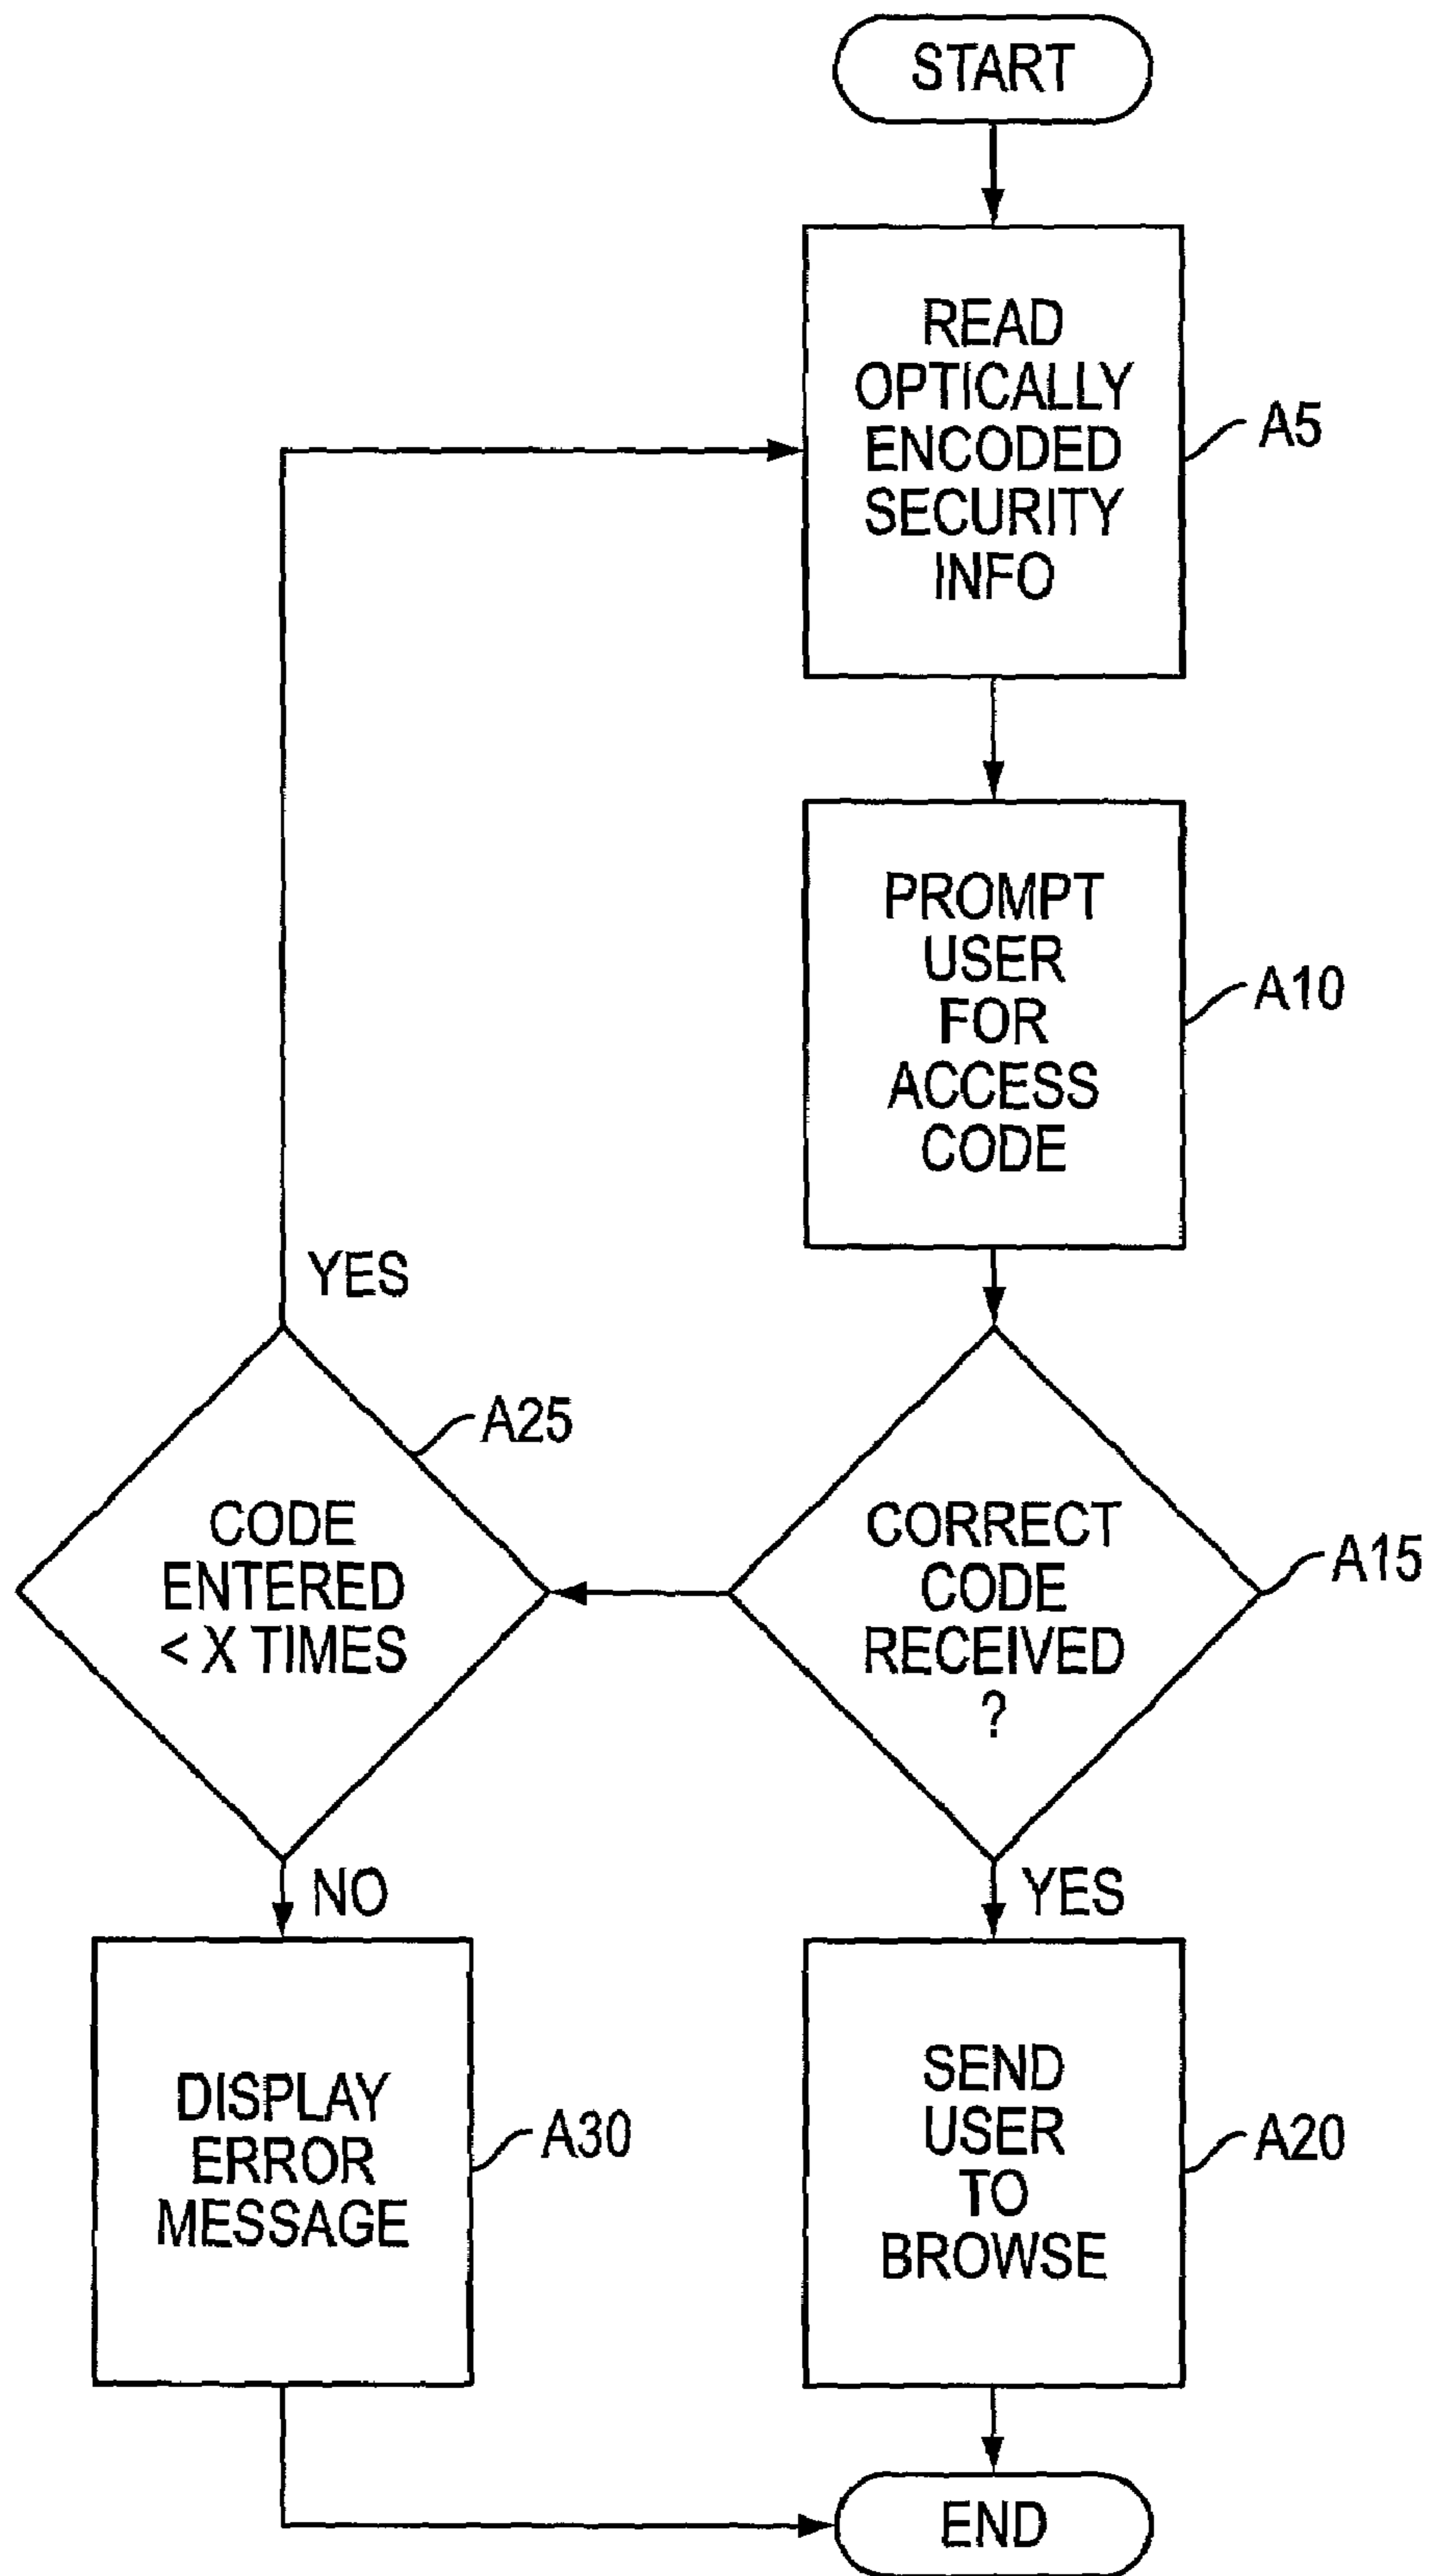 START
READ
OPTICALLY
ENCODED
SECURITY
INFO
A5
PROMPT
USER
FOR
ACCESS
CODE
A10
YES
A25
CODE
ENTERED
< X TIMES
CORRECT
CODE
RECEIVED
?
A15
NO
YES
DISPLAY
ERROR
MESSAGE
A30
SEND
USER
TO
BROWSE
A20
END